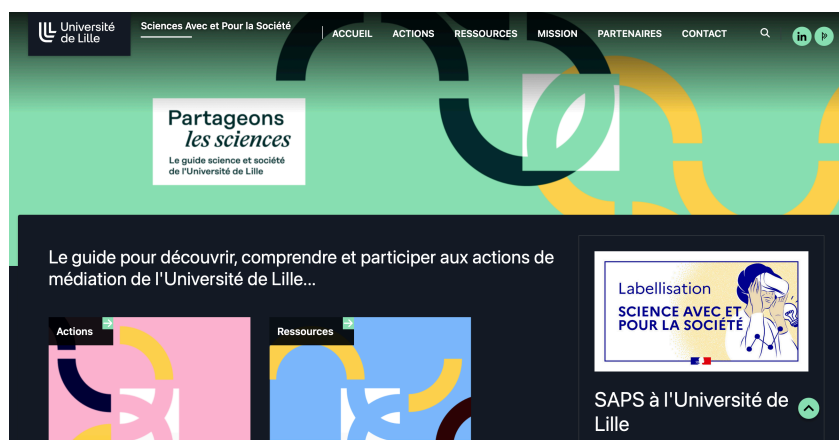 Université
de Lille
Sciences Avec et Pour la Société
ACCUEIL ACTIONS RESSOURCES MISSION PARTENAIRES CONTACT
in
Partageons
les sciences
Le guide science et société
de l'Université de Lille
Le guide pour découvrir, comprendre et participer aux actions de
médiation de l'Université de Lille...
Actions
Ressources
Labellisation
SCIENCE AVEC ET
POUR LA SOCIÉTÉ
SAPS à l'Université de
Lille